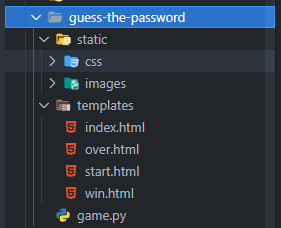 guess-the-password
static
css
images
templates
index.html
over.html
start.html
win.html
game.py